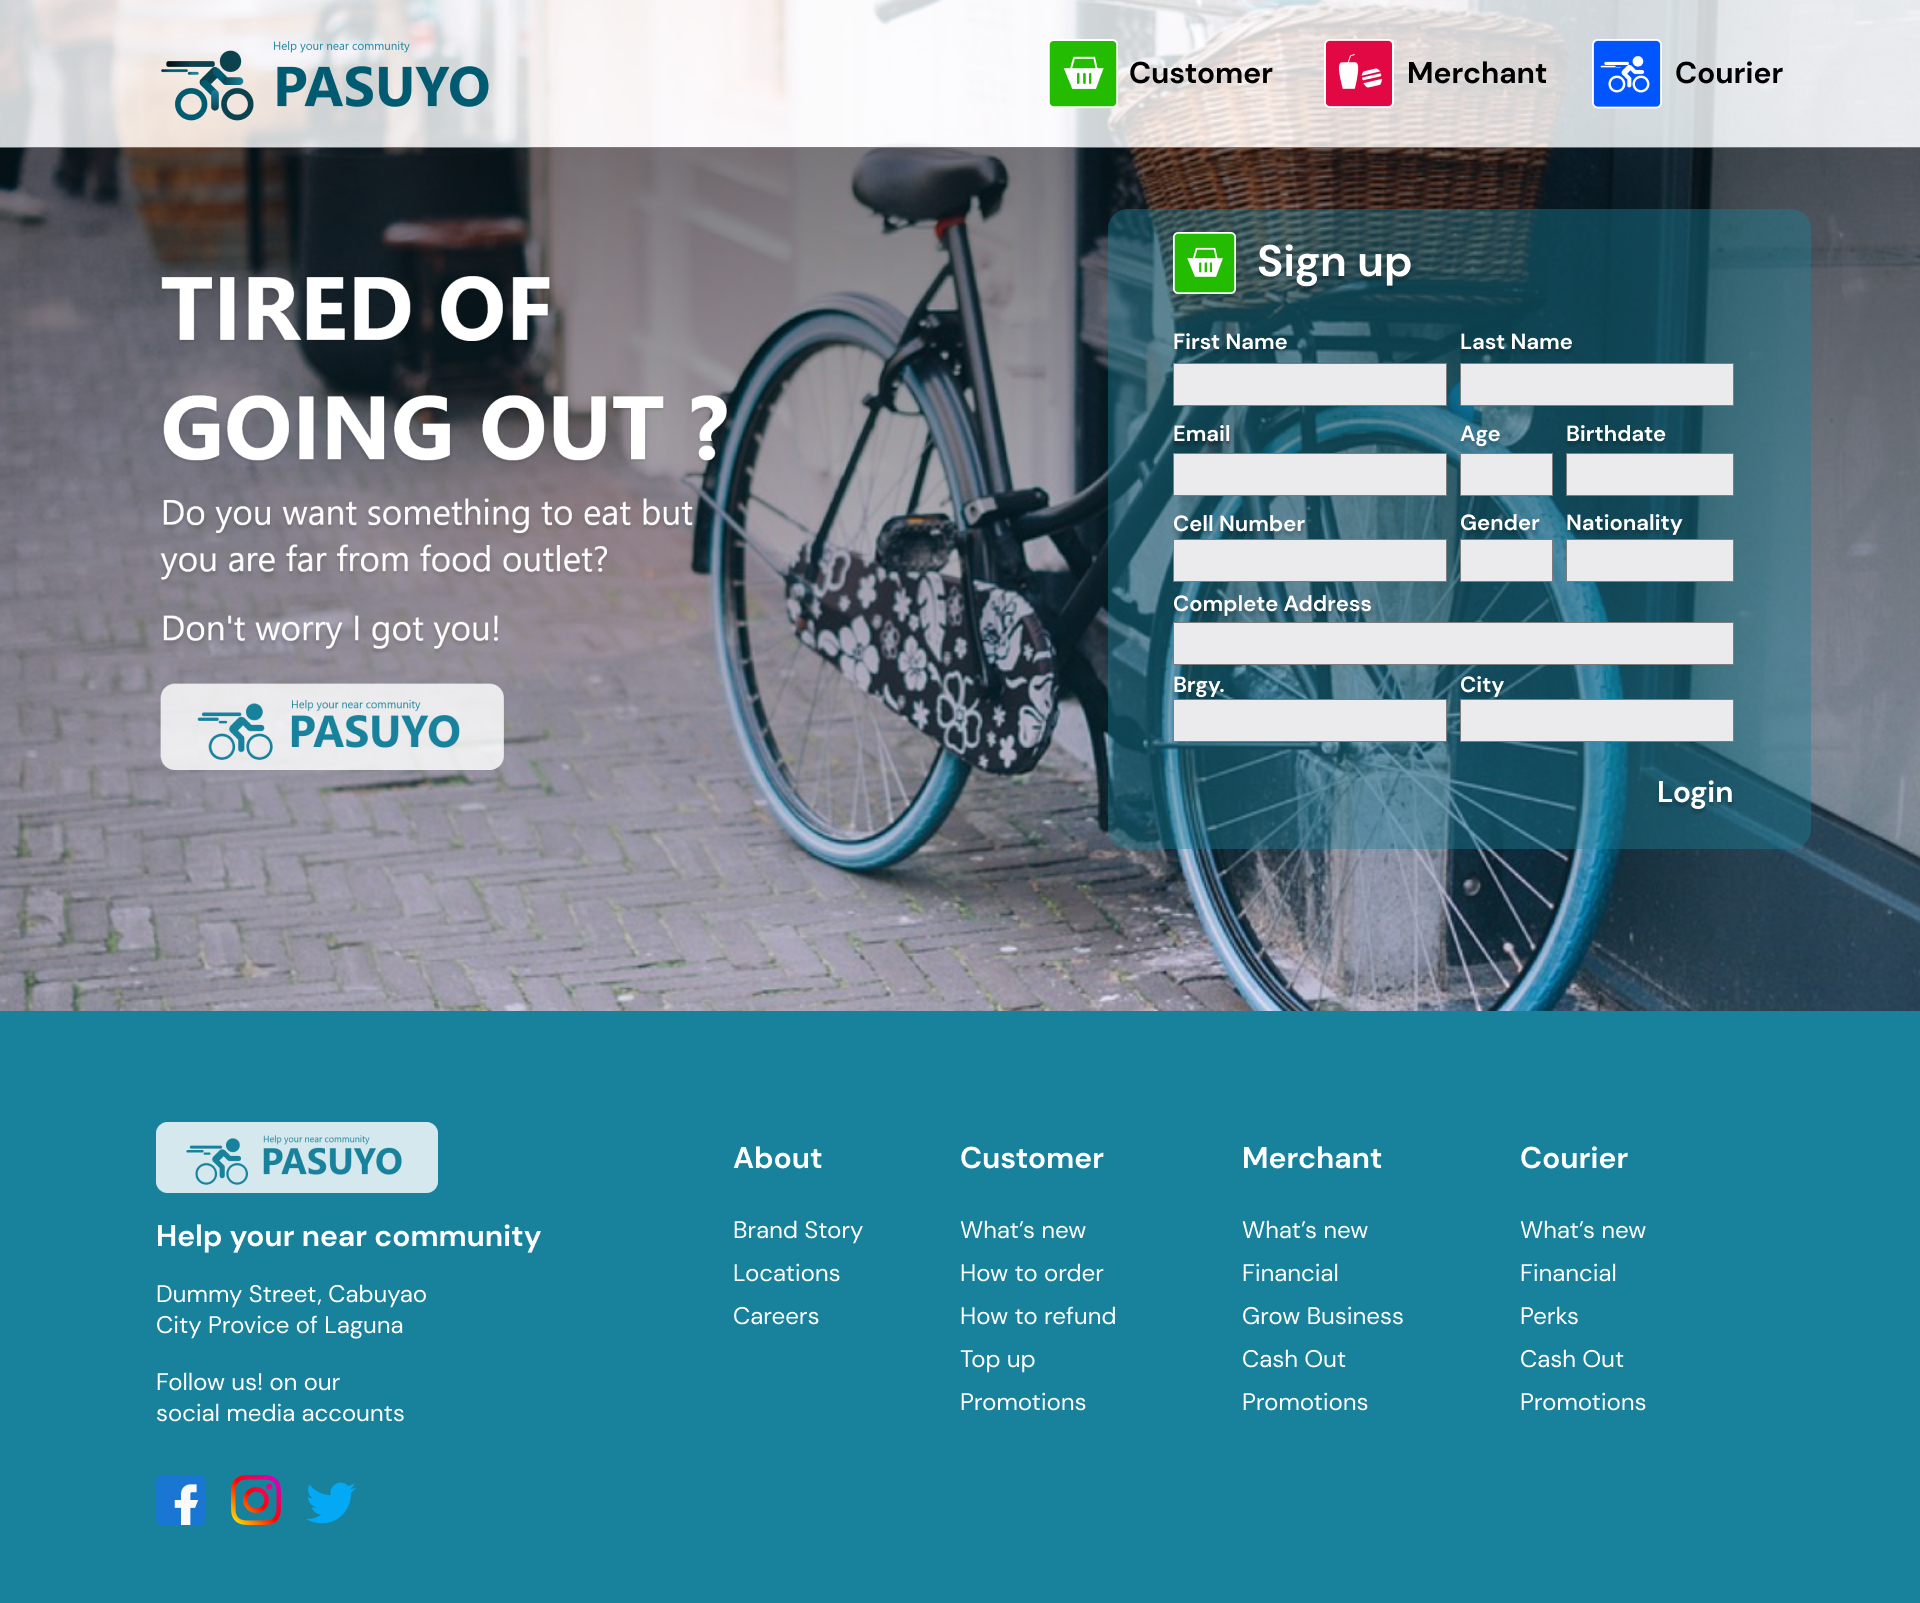 Help your near community
PASUYO
Customer
Merchant
Courier
TIRED OF
GOING OUT ?
Do you want something to eat but
you are far from food outlet?
Don't worry I got you!
Help your near community
PASUYO
Sign up
First Name
Last Name
Email
Age
Birthdate
Cell Number
Gender
Nationality
Complete Address
Brgy.
City
Login
Help your near community
PASUYO
Help your near community
Dummy Street, Cabuyao
City Provice of Laguna
Follow us! on our
social media accounts
About
Brand Story
Locations
Careers
Customer
What's new
How to order
How to refund
Top up
Promotions
Merchant
What's new
Financial
Grow Business
Cash Out
Promotions
Courier
What's new
Financial
Perks
Cash Out
Promotions